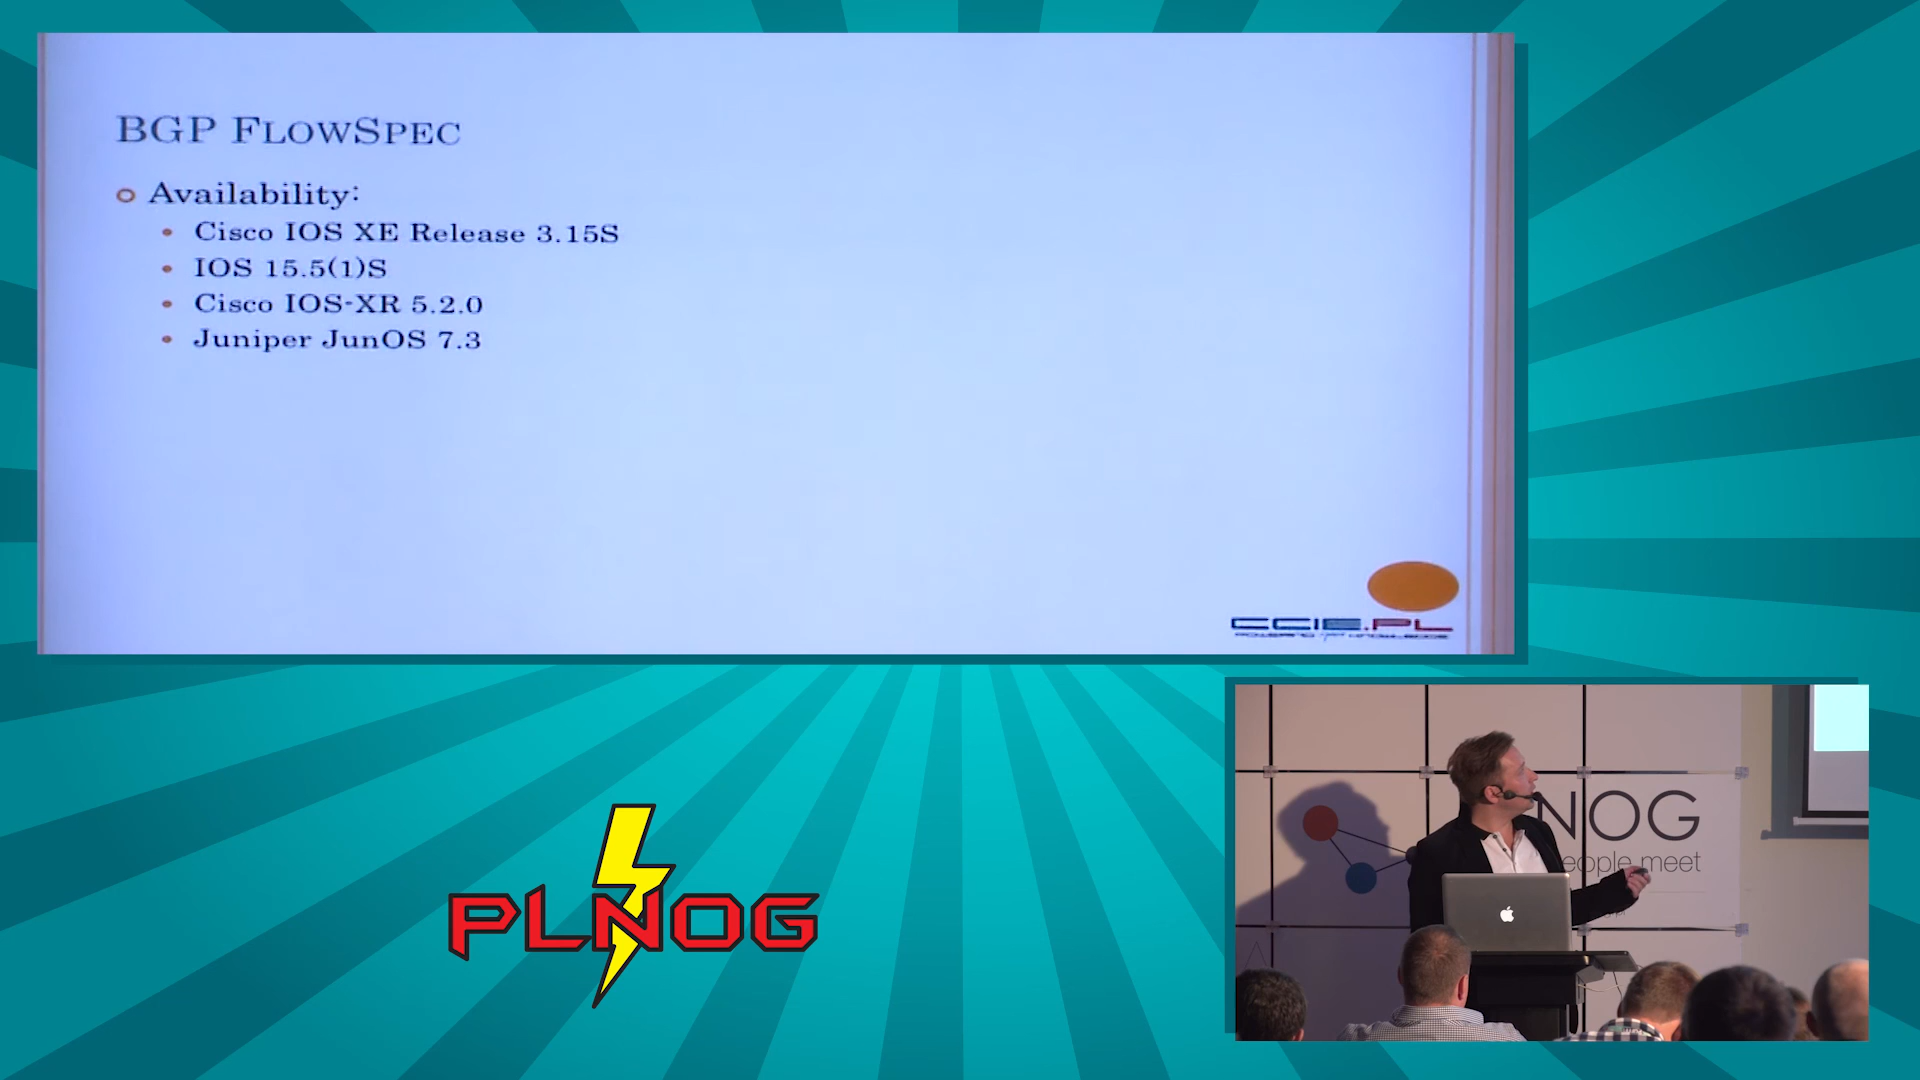 BGP FLOWSPEC
Availability:
Cisco IOS XE Release 3.15S
IOS 15.5(1)S
Cisco IOS-XR 5.2.0
Juniper JunOS 7.3
CCIE.PL
PLNOG
NOG
eople meet